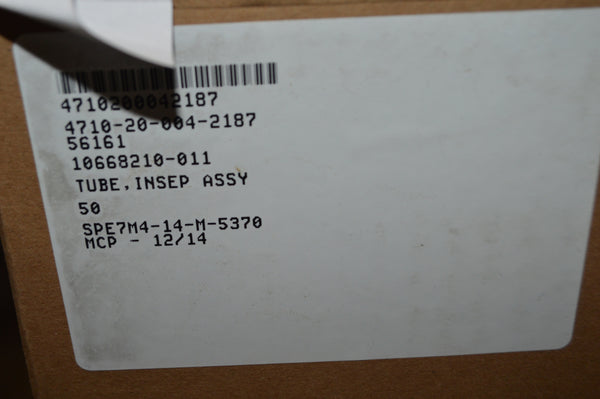 4710200042187
4710-20-004-2187
56161
10668210-011
TUBE,INSEP ASSY
50
SPE7M4-14-M-5370
MCP - 12/14